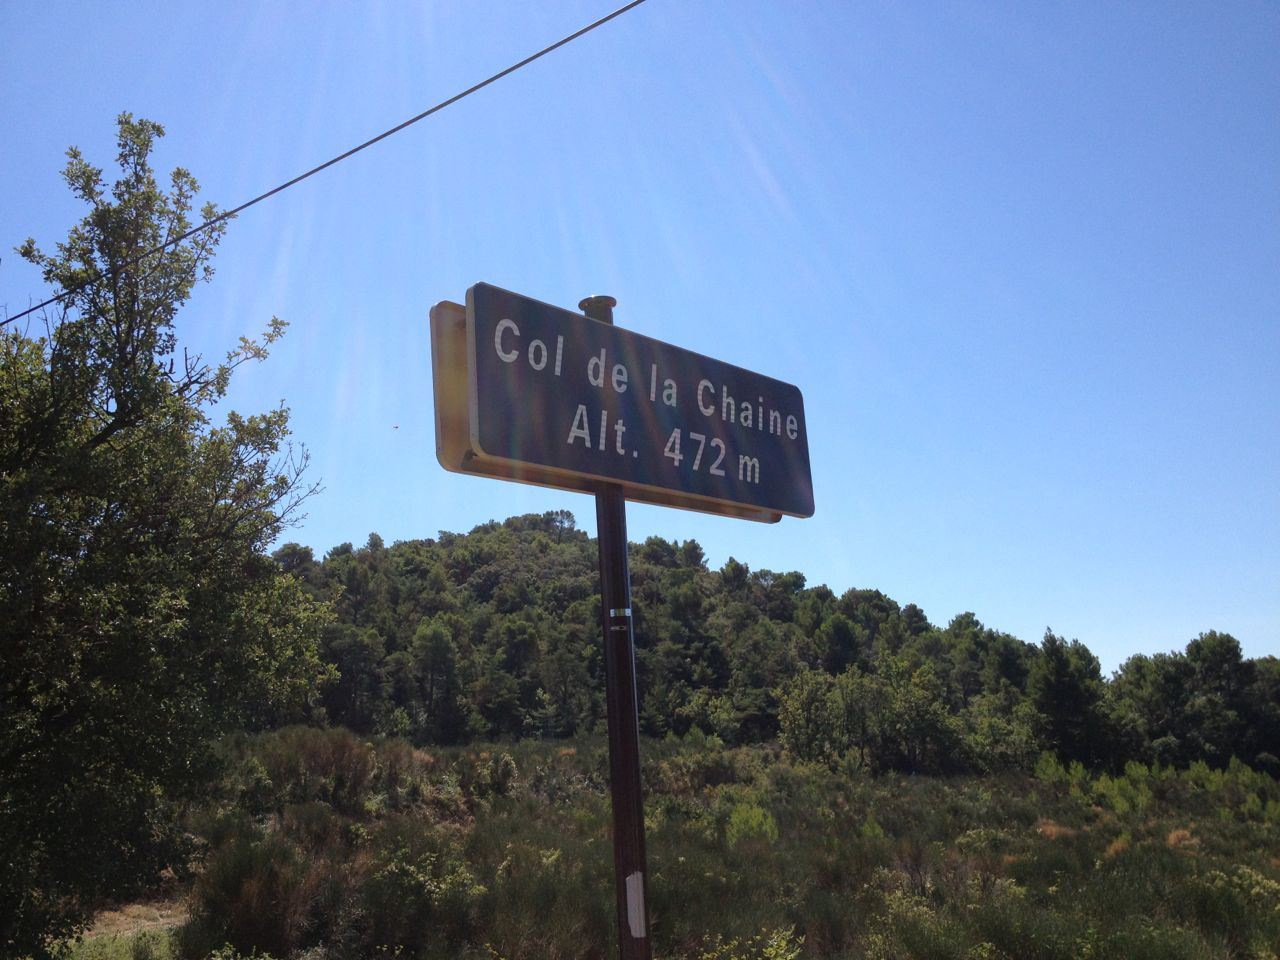 Col de la Chaine
Alt. 472 m